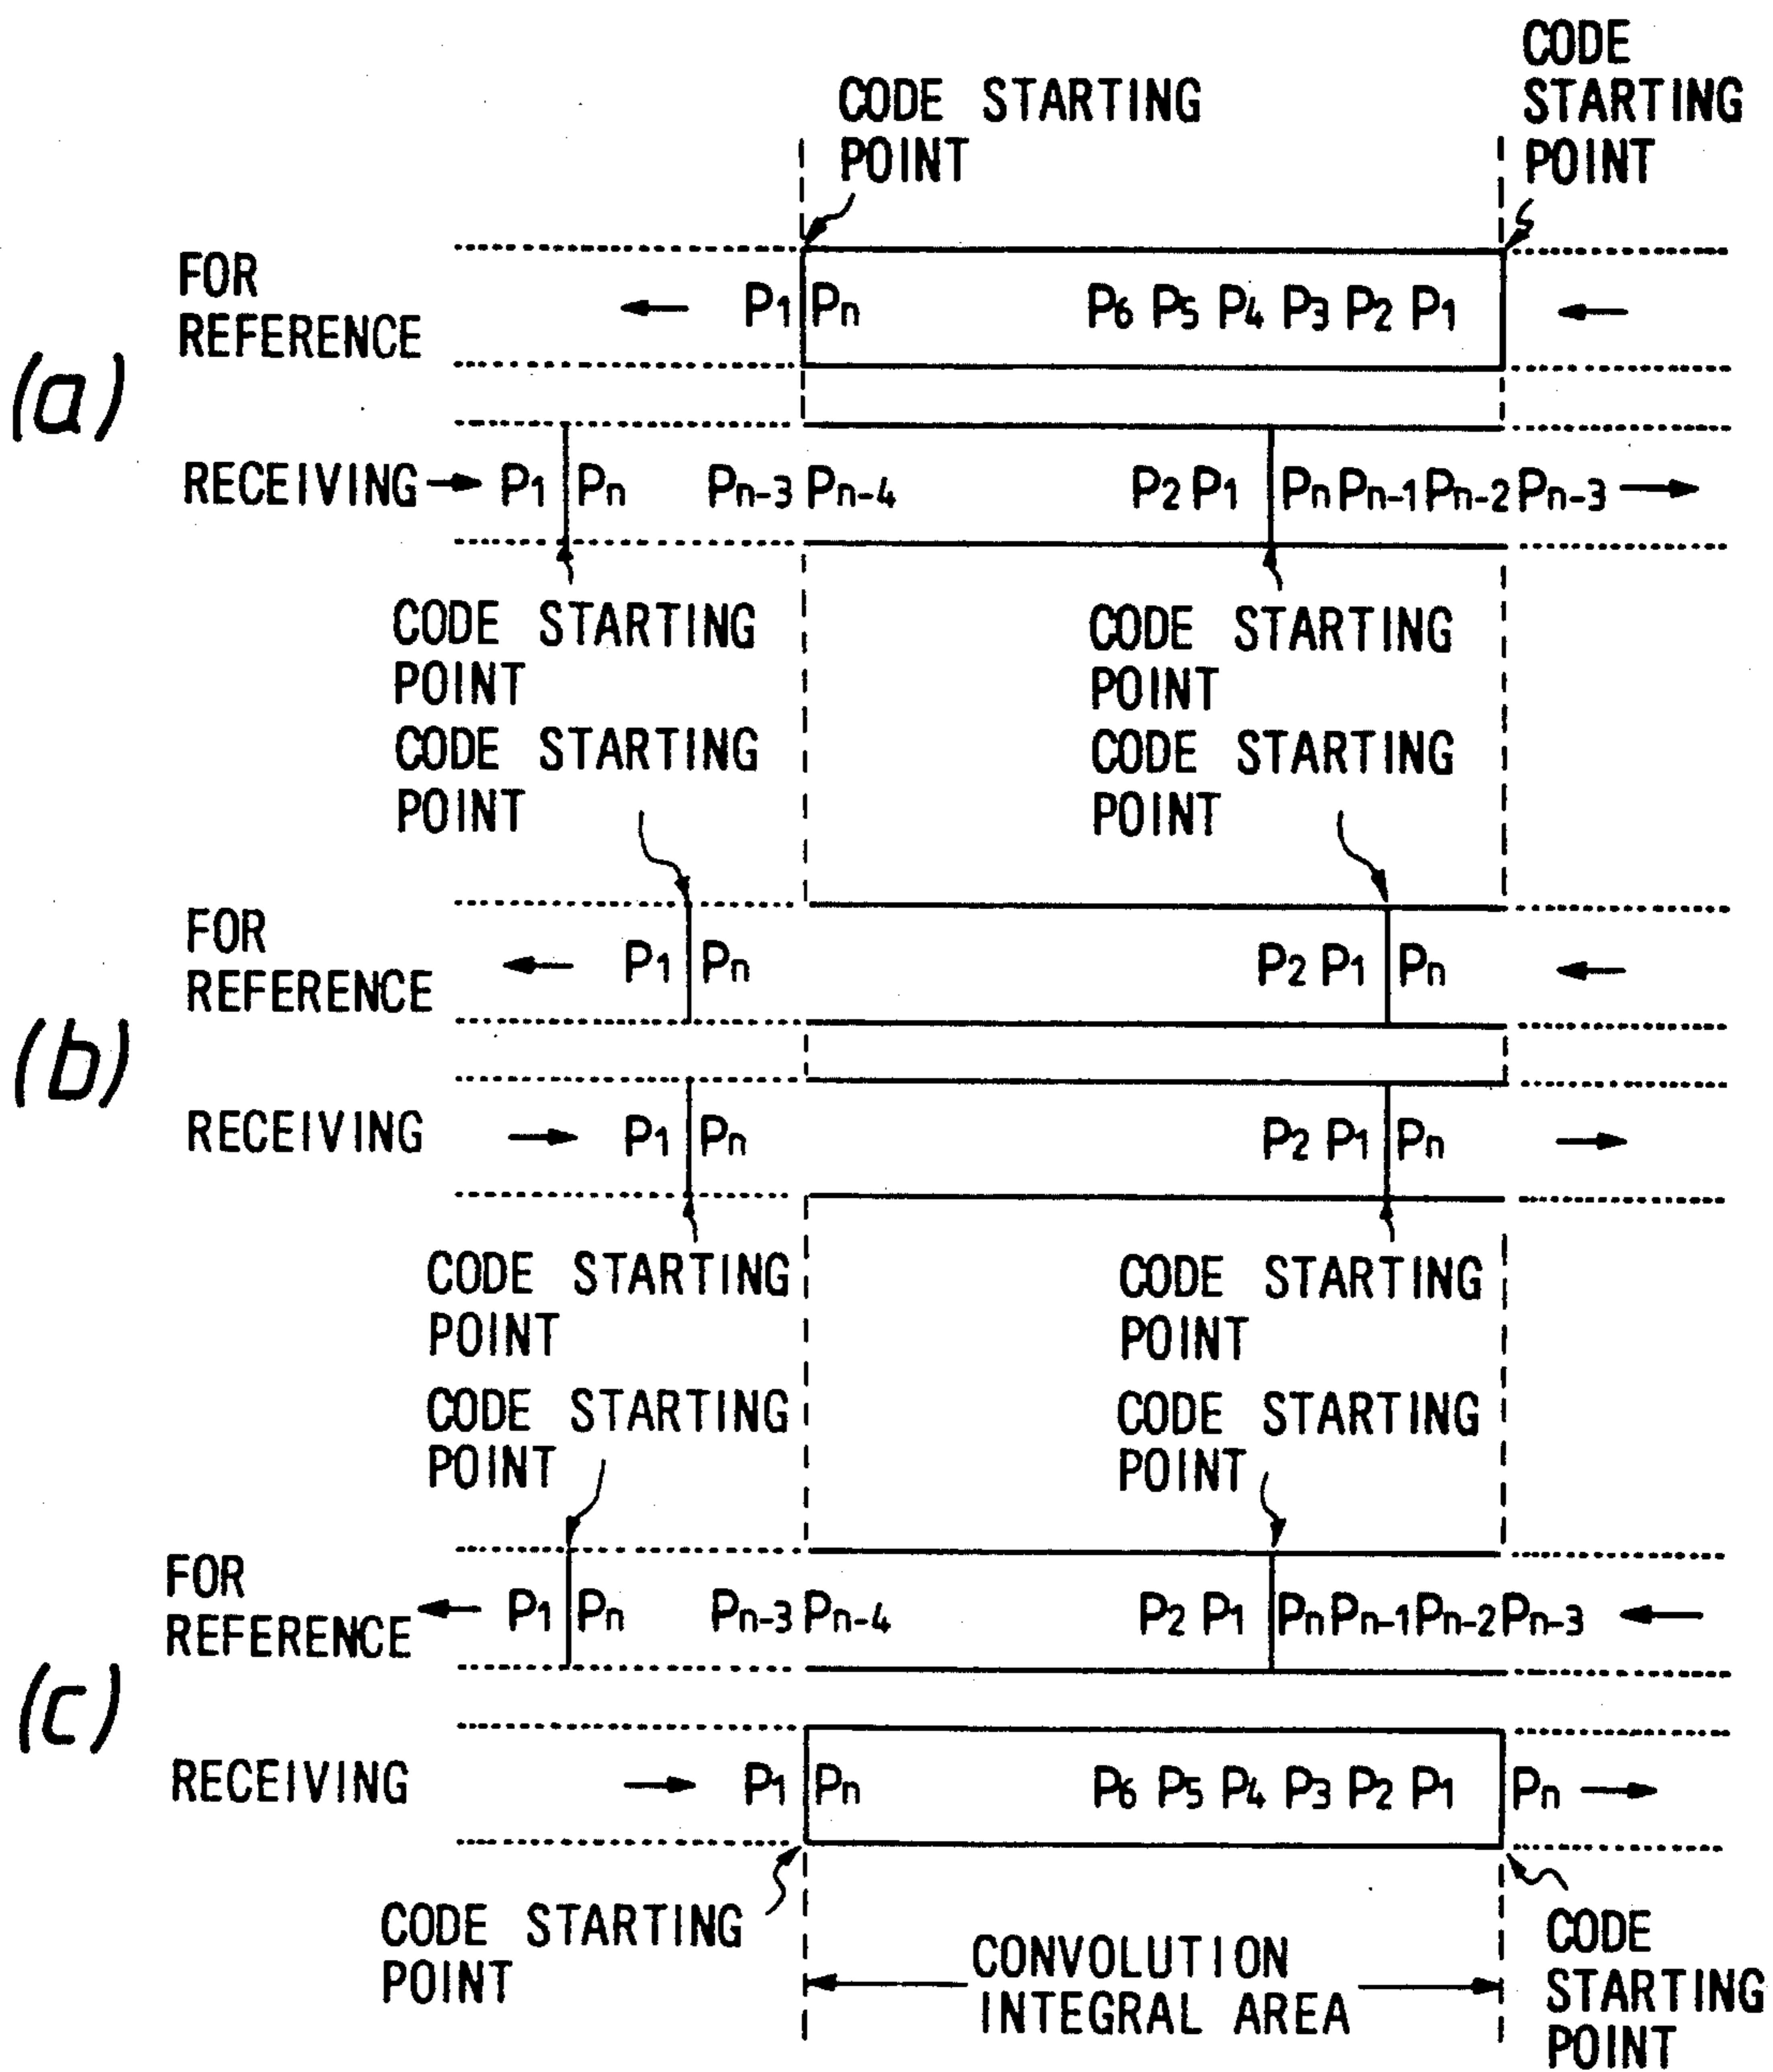 CODE STARTING
POINT
CODE
STARTING
POINT
FOR
REFERENCE
P1 Pn P6 P5 P4 P3 P2 P1
(a)
RECEIVING P1 Pn Pn-3 Pn-4 P2 P1 Pn Pn-1 Pn-2 Pn-3
CODE STARTING
POINT
CODE STARTING
POINT
CODE STARTING
POINT
CODE STARTING
POINT
FOR
REFERENCE
P1 Pn P2 P1 Pn
(b)
RECEIVING P1 Pn P2 P1 Pn
CODE STARTING
POINT
CODE STARTING
POINT
CODE STARTING
POINT
CODE STARTING
POINT
FOR
REFERENCE
P1 Pn Pn-3 Pn-4 P2 P1 Pn Pn-1 Pn-2 Pn-3
(c)
RECEIVING P1 Pn P6 P5 P4 P3 P2 P1 Pn
CODE STARTING
POINT
CONVOLUTION
INTEGRAL AREA
CODE
STARTING
POINT